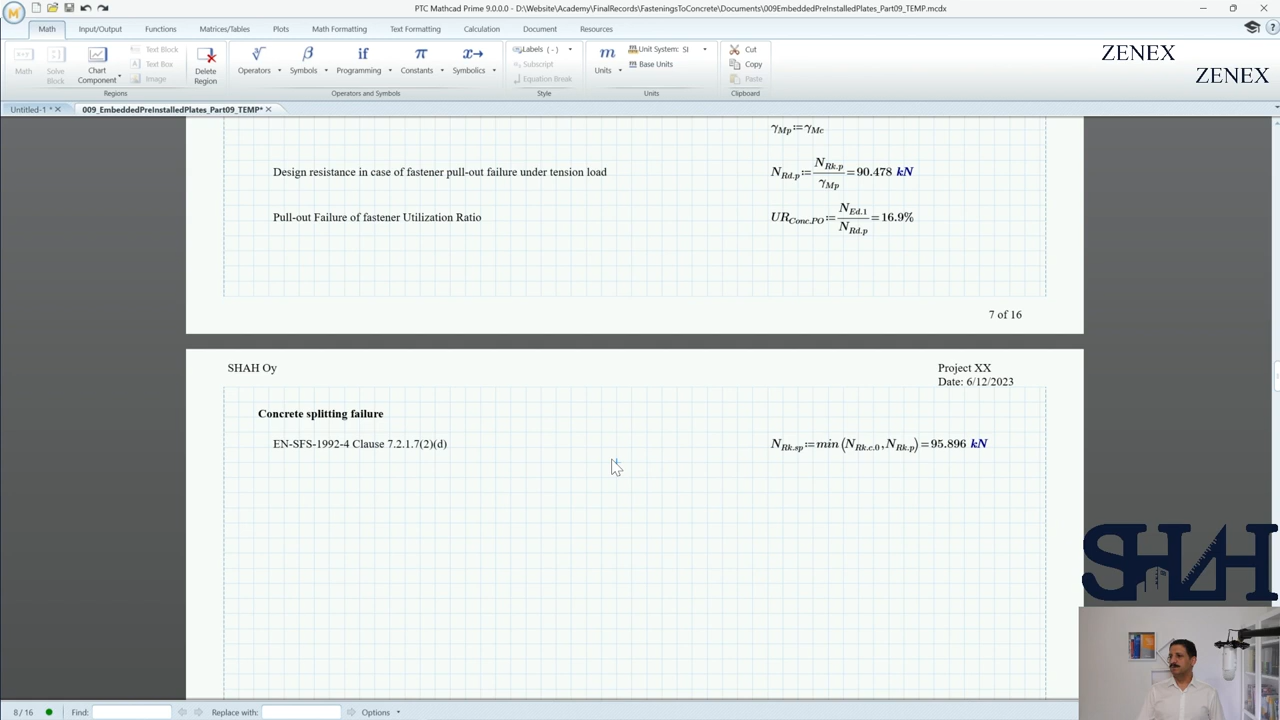 PTC Mathcad Prime 9.0.0.0 - D:\Website\Academy\FinalRecords\FasteningsToConcrete\Documents\009EmbeddedPreInstalledPlates_Part09_TEMP.mcdx
Math Input/Output Functions Matrices/Tables Plots Math Formatting Text Formatting Calculation Document Resources
Math
Solve Block
Chart Component
Text Block
Text Box
Image
Delete Region
Operators
Symbols
Programming
Constants
Symbolics
Labels ( - )
Subscript
Equation Break
Units
Unit System: SI
Base Units
Cut
Copy
Paste
Regions Operators and Symbols Style Units Clipboard
ZENEX
ZENEX
Untitled-1 * 009_EmbeddedPreInstalledPlates_Part09_TEMP*
γMp:=γMc
Design resistance in case of fastener pull-out failure under tension load NRd.p:=NRk.p/γMp=90.478 kN
Pull-out Failure of fastener Utilization Ratio URConc.PO:=NEd.1/NRd.p=16.9%
7 of 16
SHAH Oy Project XX
Date: 6/12/2023
Concrete splitting failure
EN-SFS-1992-4 Clause 7.2.1.7(2)(d) NRk.sp:=min(NRk.c.0,NRk.p)=95.896 kN
SHAH
8 / 16 Find: Replace with: Options